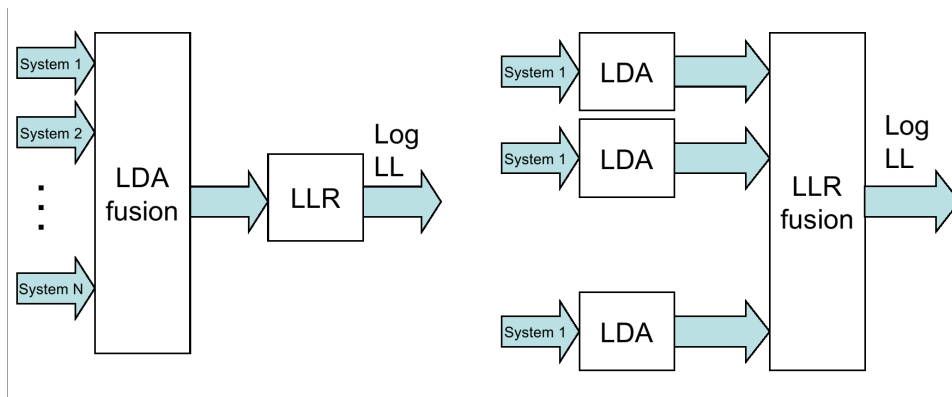 System 1
System 2
System N
LDA
fusion
LLR
Log
LL
System 1
LDA
System 1
LDA
System 1
LDA
LLR
fusion
Log
LL